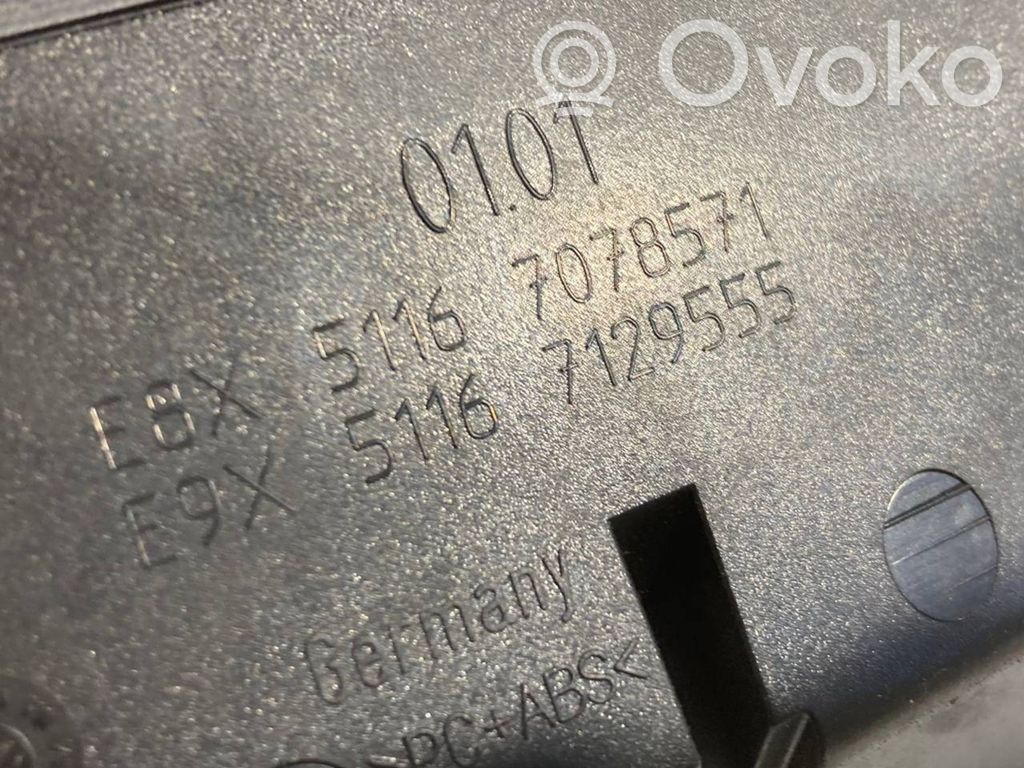 Ovoko
01.01
E8X 5116 7078571
E9X 5116 7129555
Germany
>PC+ABS<